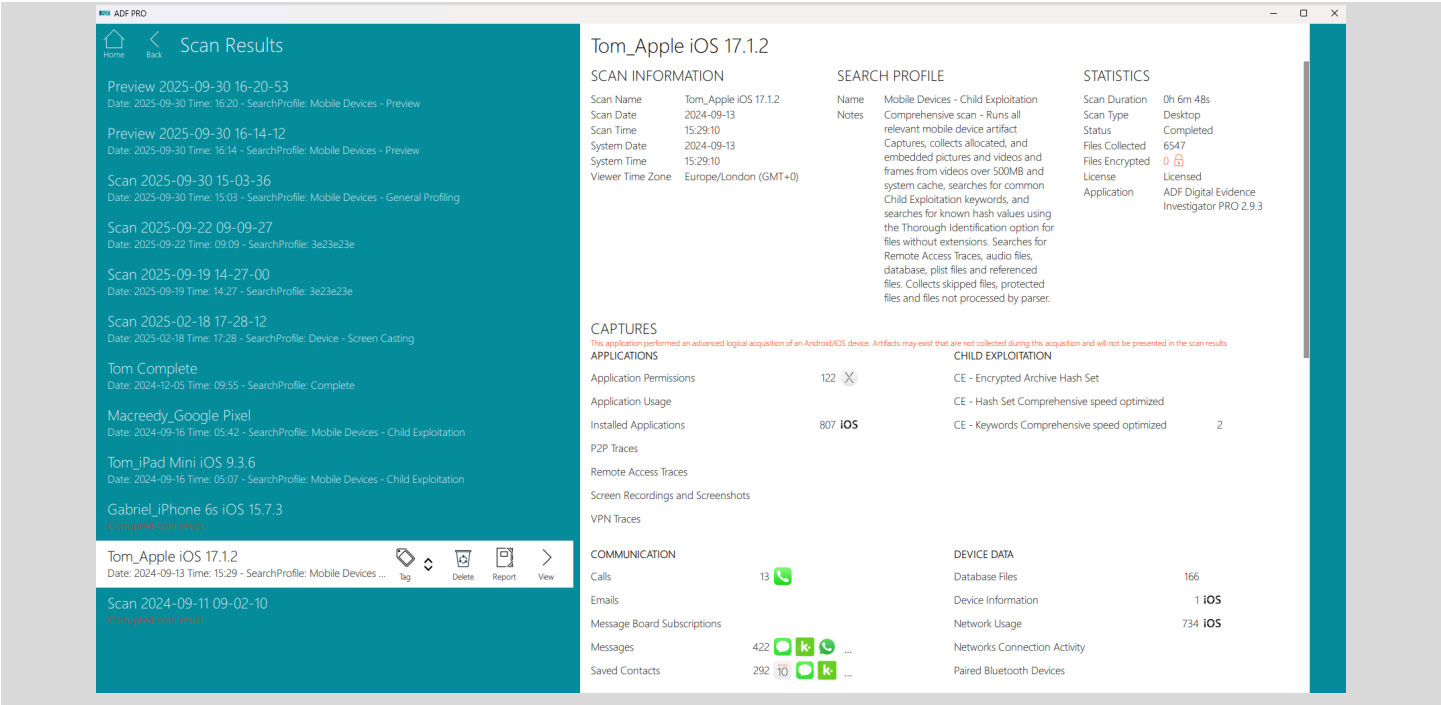 ADF PRO
Home
Back
Scan Results
Preview 2025-09-30 16-20-53
Date: 2025-09-30 Time: 16:20 - SearchProfile: Mobile Devices - Preview
Preview 2025-09-30 16-14-12
Date: 2025-09-30 Time: 16:14 - SearchProfile: Mobile Devices - Preview
Scan 2025-09-30 15-03-36
Date: 2025-09-30 Time: 15:03 - SearchProfile: Mobile Devices - General Profiling
Scan 2025-09-22 09-09-27
Date: 2025-09-22 Time: 09:09 - SearchProfile: 3e23e23e
Scan 2025-09-19 14-27-00
Date: 2025-09-19 Time: 14:27 - SearchProfile: 3e23e23e
Scan 2025-02-18 17-28-12
Date: 2025-02-18 Time: 17:28 - SearchProfile: Device - Screen Casting
Tom Complete
Date: 2024-12-05 Time: 09:55 - SearchProfile: Complete
Macreedy_Google Pixel
Date: 2024-09-16 Time: 05:42 - SearchProfile: Mobile Devices - Child Exploitation
Tom_iPad Mini iOS 9.3.6
Date: 2024-09-16 Time: 05:07 - SearchProfile: Mobile Devices - Child Exploitation
Gabriel_iPhone 6s iOS 15.7.3
Corrupted scan result
Tom_Apple iOS 17.1.2
Date: 2024-09-13 Time: 15:29 - SearchProfile: Mobile Devices ...
Tag
Delete
Report
View
Scan 2024-09-11 09-02-10
Corrupted scan result
Tom_Apple iOS 17.1.2
SCAN INFORMATION
Scan Name Tom_Apple iOS 17.1.2
Scan Date 2024-09-13
Scan Time 15:29:10
System Date 2024-09-13
System Time 15:29:10
Viewer Time Zone Europe/London (GMT+0)
SEARCH PROFILE
Name Mobile Devices - Child Exploitation
Notes Comprehensive scan - Runs all
relevant mobile device artifact
Captures, collects allocated, and
embedded pictures and videos and
frames from videos over 500MB and
system cache, searches for common
Child Exploitation keywords, and
searches for known hash values using
the Thorough Identification option for
files without extensions. Searches for
Remote Access Traces, audio files,
database, plist files and referenced
files. Collects skipped files, protected
files and files not processed by parser.
STATISTICS
Scan Duration 0h 6m 48s
Scan Type Desktop
Status Completed
Files Collected 6547
Files Encrypted 0
License Licensed
Application ADF Digital Evidence
Investigator PRO 2.9.3
CAPTURES
This application performed an advanced logical acquisition of an Android/iOS device. Artifacts may exist that are not collected during this acquisition and will not be presented in the scan results
APPLICATIONS
Application Permissions 122
Application Usage
Installed Applications 807 iOS
P2P Traces
Remote Access Traces
Screen Recordings and Screenshots
VPN Traces
CHILD EXPLOITATION
CE - Encrypted Archive Hash Set
CE - Hash Set Comprehensive speed optimized
CE - Keywords Comprehensive speed optimized 2
COMMUNICATION
Calls 13
Emails
Message Board Subscriptions
Messages 422 k ...
Saved Contacts 292 10 k ...
DEVICE DATA
Database Files 166
Device Information 1 iOS
Network Usage 734 iOS
Networks Connection Activity
Paired Bluetooth Devices